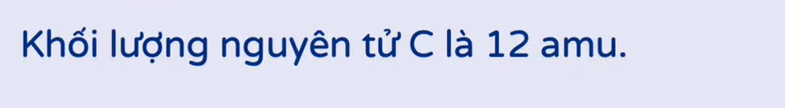 Khối lượng nguyên tử C là 12 amu.